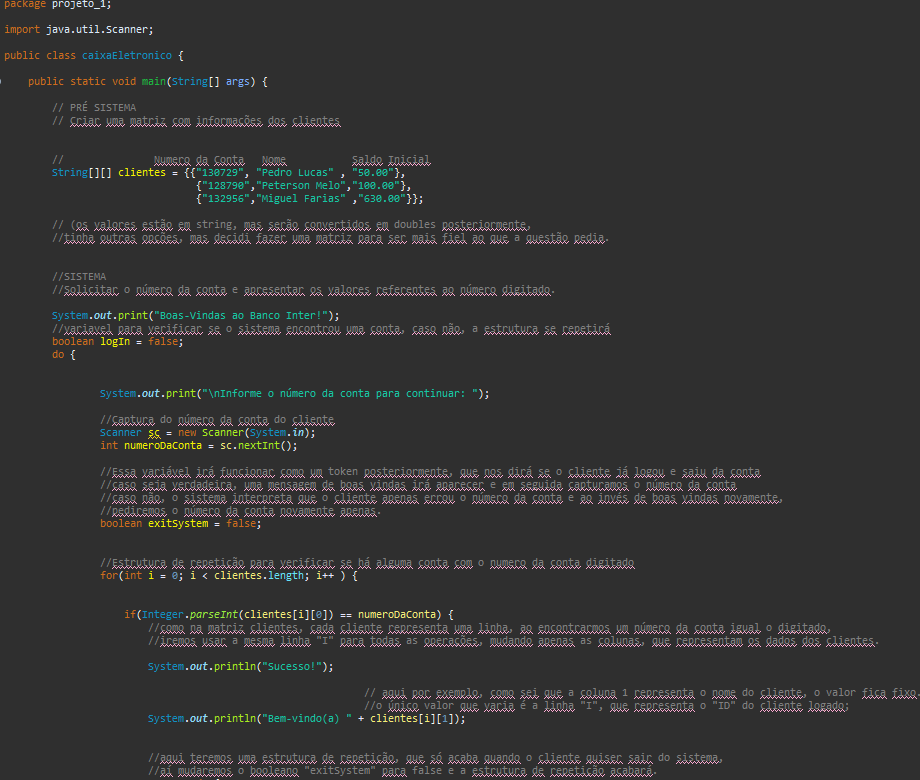 package projeto_1;
import java.util.Scanner;
public class caixaEletronico {
public static void main(String[] args) {
// PRÉ SISTEMA
// Criar uma matriz com informações dos clientes
// Numero da Conta Nome Saldo Inicial
String[][] clientes = {{"130729", "Pedro Lucas" , "50.00"},
{"128790","Peterson Melo","100.00"},
{"132956","Miguel Farias" ,"630.00"}};
// (os valores estão em string, mas serão convertidos em doubles posteriormente,
//tinha outras opções, mas decidi fazer uma matriz para ser mais fiel ao que a questão pedia.
//SISTEMA
//Solicitar o número da conta e apresentar os valores referentes ao número digitado.
System.out.print("Boas-Vindas ao Banco Inter!");
//variavel para verificar se o sistema encontrou uma conta, caso não, a estrutura se repetirá
boolean logIn = false;
do {
System.out.print("\nInforme o número da conta para continuar: ");
//Captura do número da conta do cliente
Scanner sc = new Scanner(System.in);
int numeroDaConta = sc.nextInt();
//Essa variável irá funcionar como um token posteriormente, que nos dirá se o cliente já logou e saiu da conta
//caso seja verdadeira, uma mensagem de boas vindas irá aparecer e em seguida capturamos o número da conta
//caso não, o sistema interpreta que o cliente apenas errou o número da conta e ao invés de boas vindas novamente,
//pediremos o número da conta novamente apenas.
boolean exitSystem = false;
//Estrutura de repetição para verificar se há alguma conta com o numero da conta digitado
for(int i = 0; i < clientes.length; i++ ) {
if(Integer.parseInt(clientes[i][0]) == numeroDaConta) {
//como na matriz clientes, cada cliente representa uma linha, ao encontrarmos um número da conta igual o digitado,
//iremos usar a mesma linha "I" para todas as operações, mudando apenas as colunas, que representam os dados dos clientes.
System.out.println("Sucesso!");
// aqui por exemplo, como sei que a coluna 1 representa o nome do cliente, o valor fica fixo.
//o único valor que varia é a linha "I", que representa o "ID" do cliente logado;
System.out.println("Bem-vindo(a) " + clientes[i][1]);
//aqui teremos uma estrutura de repetição, que só acaba quando o cliente quiser sair do sistema,
//ai mudaremos o booleano "exitSystem" para false e a estrutura de repetição acabará.